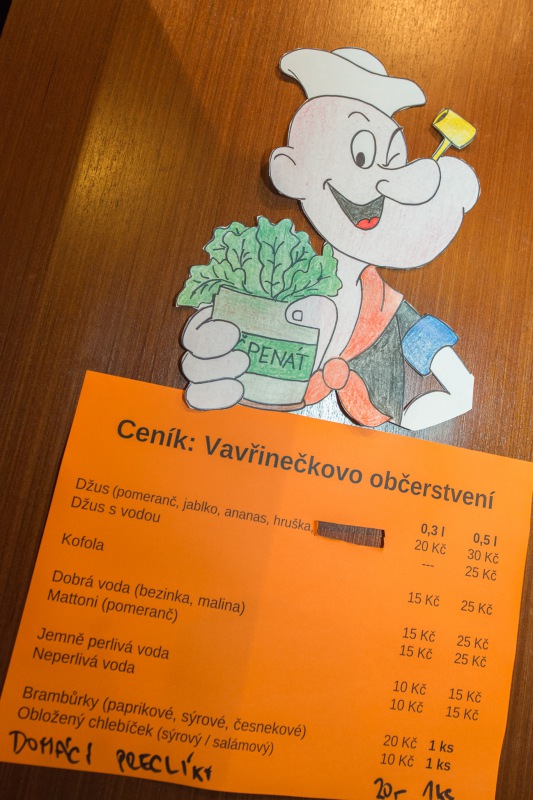 ŠPENÁT
Ceník: Vavřinečkovo občerstvení
0,3 l 0,5 l
Džus (pomeranč, jablko, ananas, hruška, 20 Kč 30 Kč
Džus s vodou --- 25 Kč
Kofola 15 Kč 25 Kč
Dobrá voda (bezinka, malina) 15 Kč 25 Kč
Mattoni (pomeranč) 15 Kč 25 Kč
Jemně perlivá voda 10 Kč 15 Kč
Neperlivá voda 10 Kč 15 Kč
Brambůrky (paprikové, sýrové, česnekové) 20 Kč 1 ks
Obložený chlebíček (sýrový / salámový) 10 Kč 1 ks
DOMÁCÍ PRECLÍKY 20,- 1ks